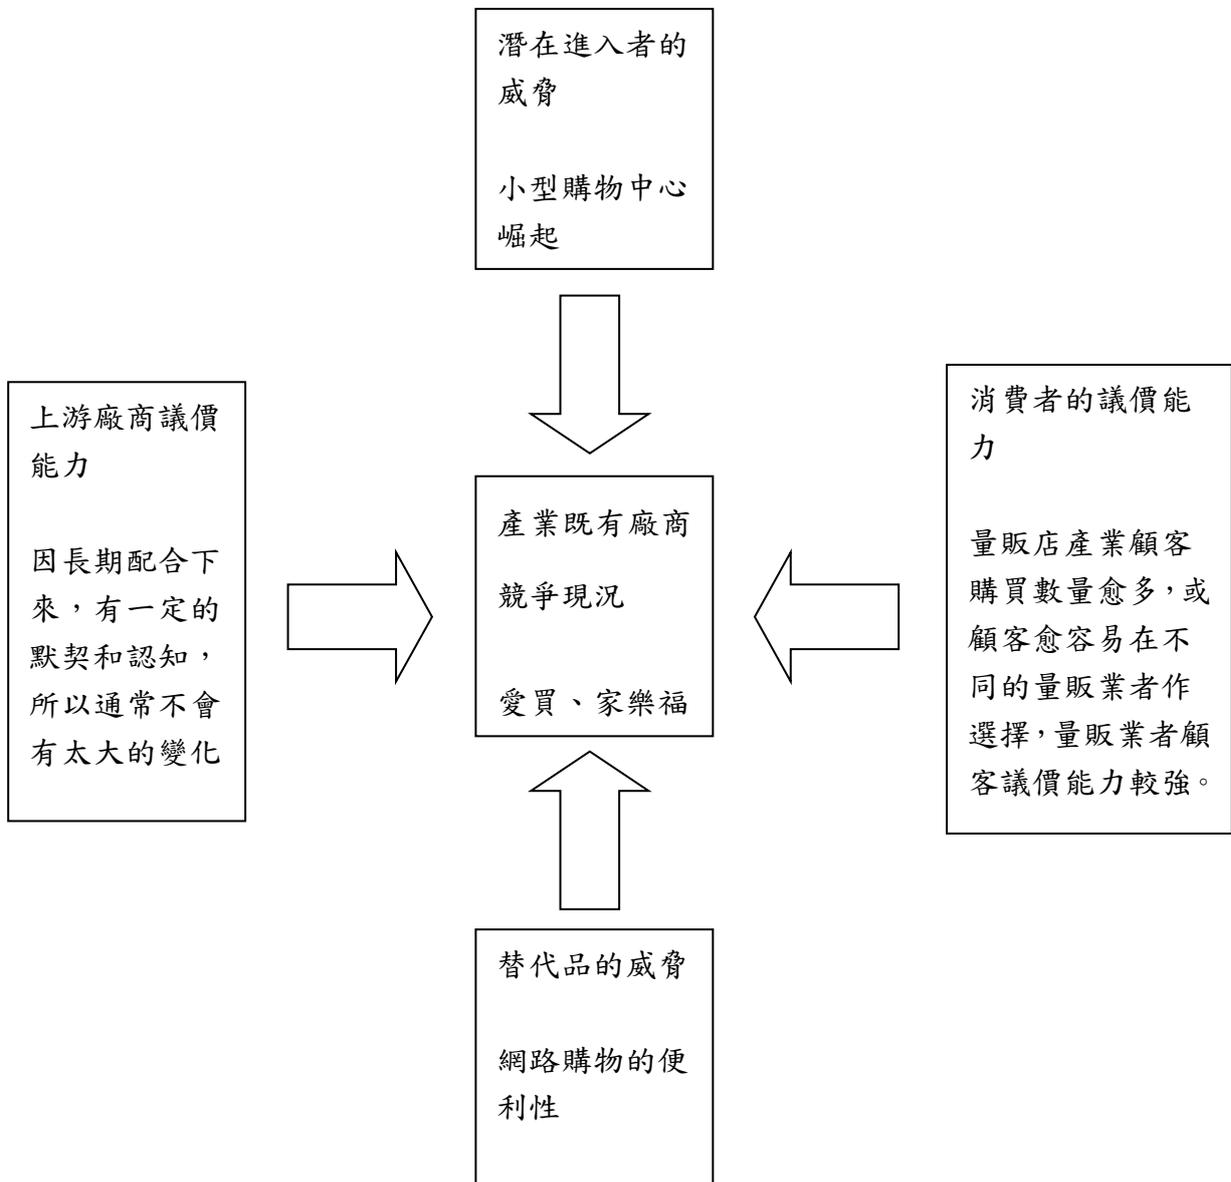 潛在進入者的
威脅
小型購物中心
崛起
上游廠商議價
能力
因長期配合下
來，有一定的
默契和認知，
所以通常不會
有太大的變化
產業既有廠商
競爭現況
愛買、家樂福
消費者的議價能
力
量販店產業顧客
購買數量愈多，或
顧客愈容易在不
同的量販業者作
選擇，量販業者顧
客議價能力較強。
替代品的威脅
網路購物的便
利性